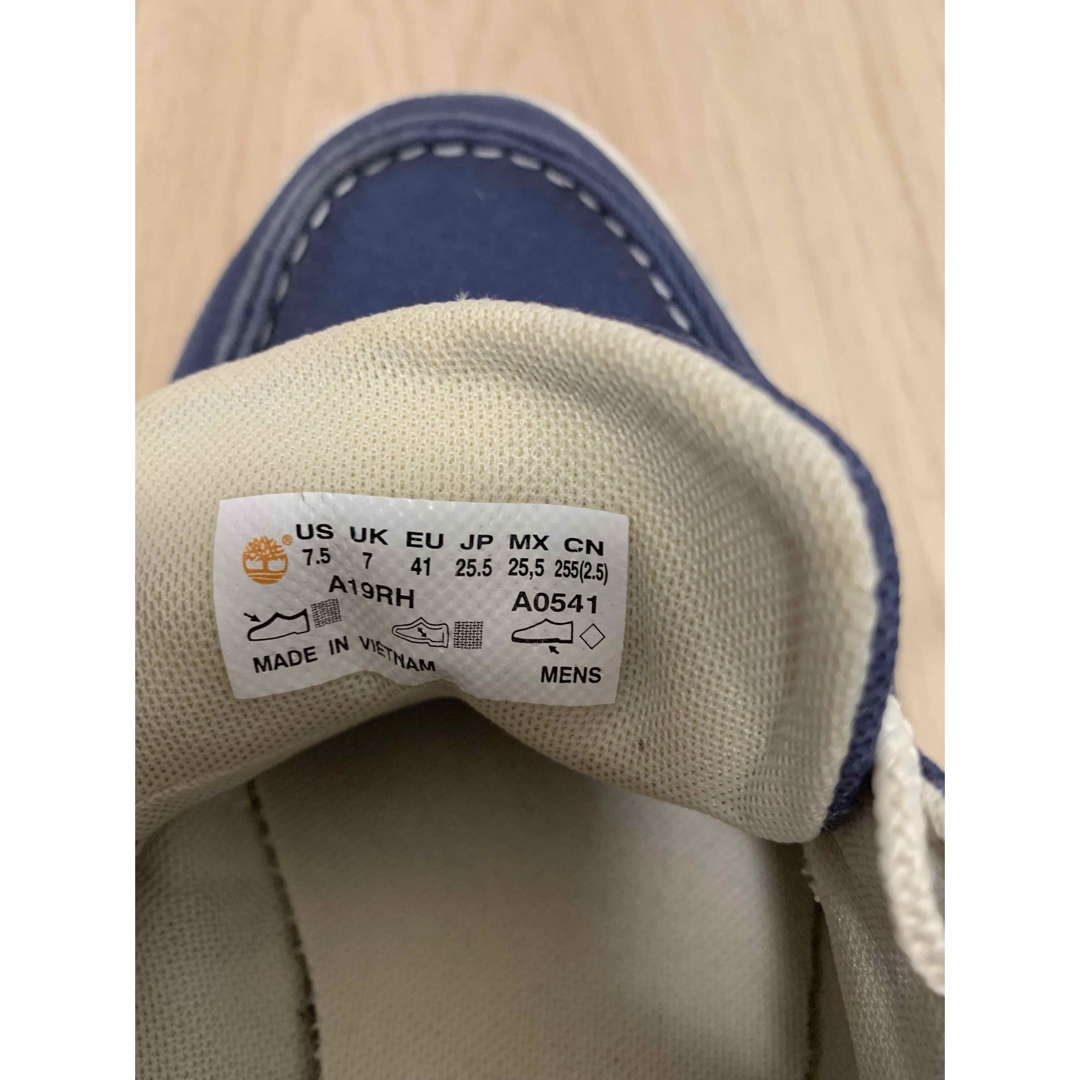 ® US UK EU JP MX CN
7.5 7 41 25.5 25,5 255(2.5)
A19RH A0541
MADE IN VIETNAM MENS